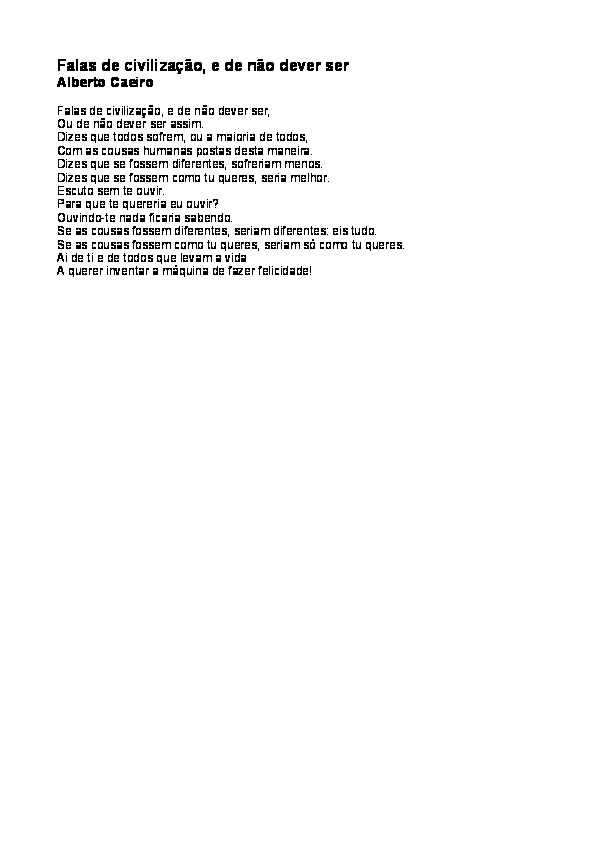 Falas de civilização, e de não dever ser
Alberto Caeiro
Falas de civilização, e de não dever ser,
Ou de não dever ser assim.
Dizes que todos sofrem, ou a maioria de todos,
Com as cousas humanas postas desta maneira.
Dizes que se fossem diferentes, sofreriam menos.
Dizes que se fossem como tu queres, seria melhor.
Escuto sem te ouvir.
Para que te quereria eu ouvir?
Ouvindo-te nada ficaria sabendo.
Se as cousas fossem diferentes, seriam diferentes: eis tudo.
Se as cousas fossem como tu queres, seriam só como tu queres.
Ai de ti e de todos que levam a vida
A querer inventar a máquina de fazer felicidade!